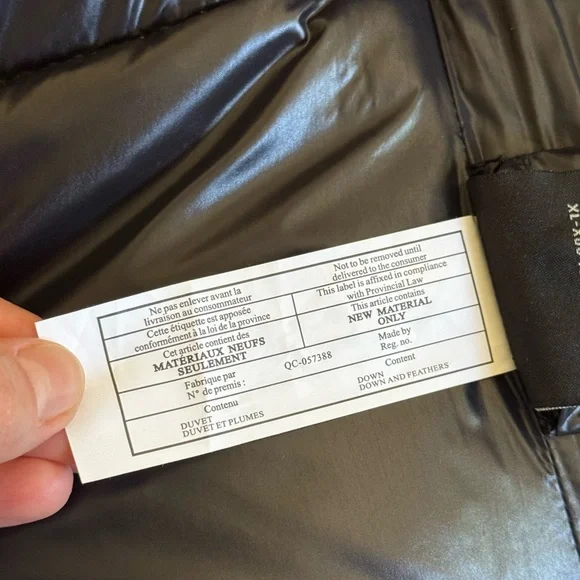 Ne pas enlever avant la
livraison au consommateur
Not to be removed until
delivered to the consumer
Cette étiquette est apposée
conformément à la loi de la province
This label is affixed in compliance
with Provincial Law
Cet article contient des
MATÉRIAUX NEUFS
SEULEMENT
This article contains
NEW MATERIAL
ONLY
Fabrique par
N° de premis :
QC-057388
Made by
Reg. no.
Contenu
Content
DUVET
DUVET ET PLUMES
DOWN
DOWN AND FEATHERS